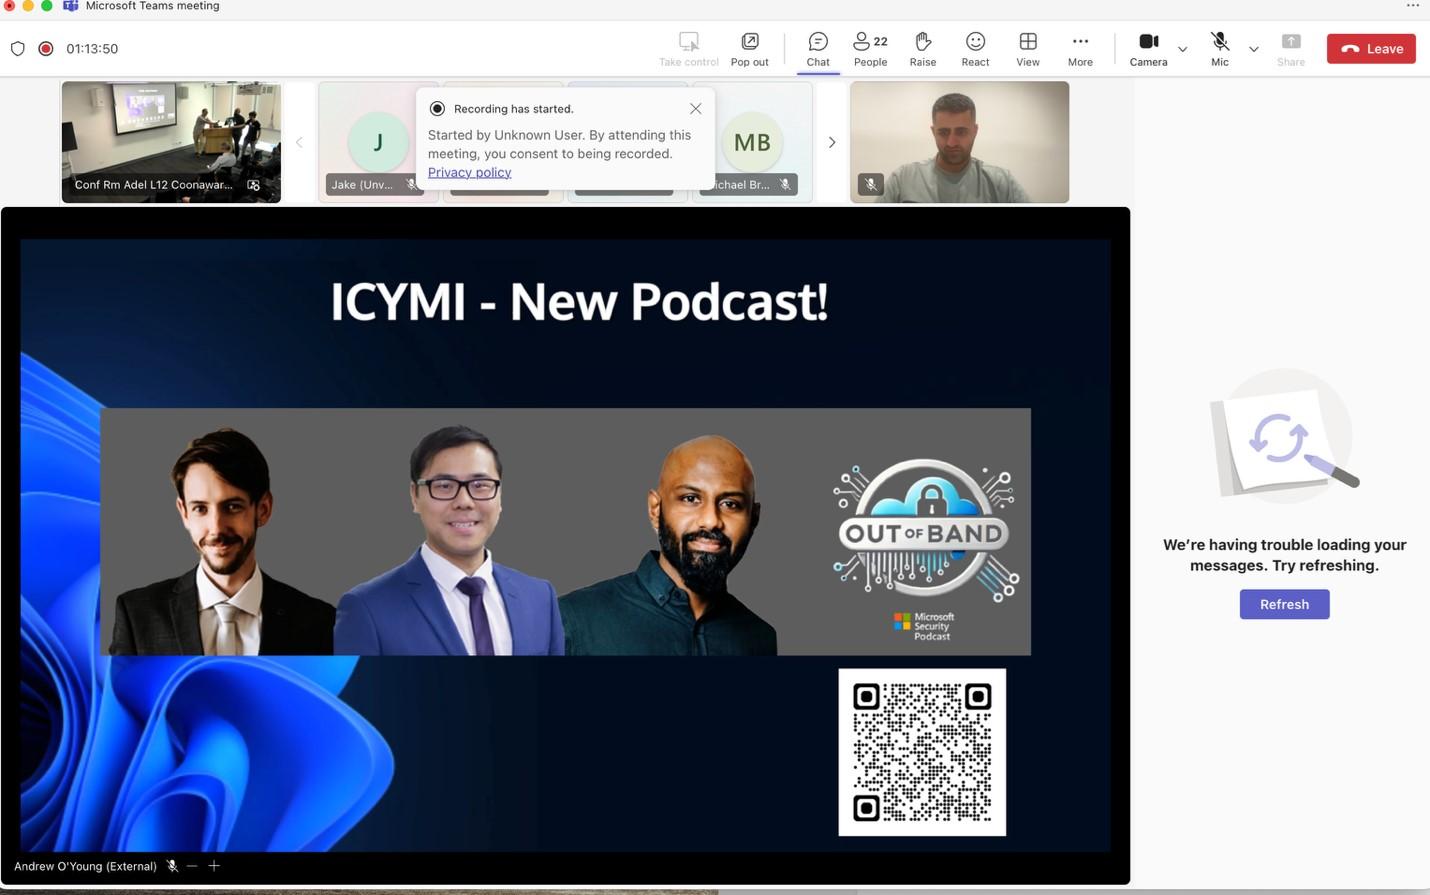 Microsoft Teams meeting
01:13:50
Take control
Pop out
Chat
22
People
Raise
React
View
More
Camera
Mic
Share
Leave
Conf Rm Adel L12 Coonawar...
J
Jake (Unv...
Recording has started.
Started by Unknown User. By attending this
meeting, you consent to being recorded.
Privacy policy
MB
ichael Br...
ICYMI - New Podcast!
OUT OF BAND
Microsoft
Security
Podcast
We're having trouble loading your
messages. Try refreshing.
Refresh
Andrew O'Young (External)